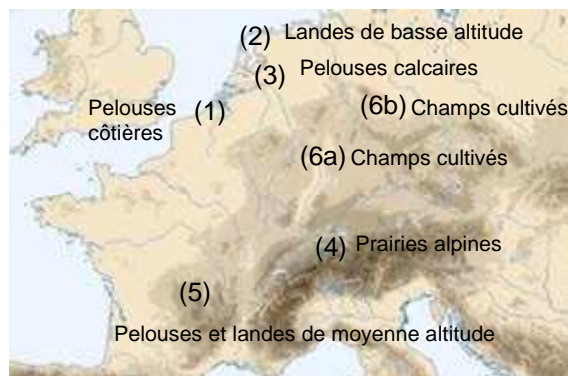 (2) Landes de basse altitude
(3) Pelouses calcaires
Pelouses (1)
côtières
(6b) Champs cultivés
(6a) Champs cultivés
(4) Prairies alpines
(5)
Pelouses et landes de moyenne altitude